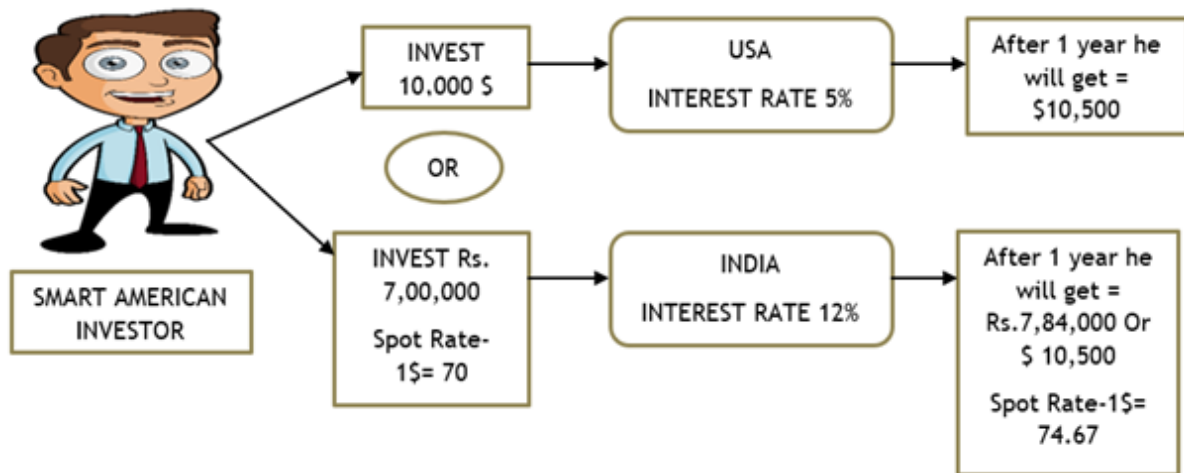 INVEST
10,000 $
USA
INTEREST RATE 5%
After 1 year he
will get =
$10,500
OR
SMART AMERICAN
INVESTOR
INVEST Rs.
7,00,000
Spot Rate-
1$= 70
INDIA
INTEREST RATE 12%
After 1 year he
will get =
Rs.7,84,000 Or
$ 10,500
Spot Rate-1$=
74.67